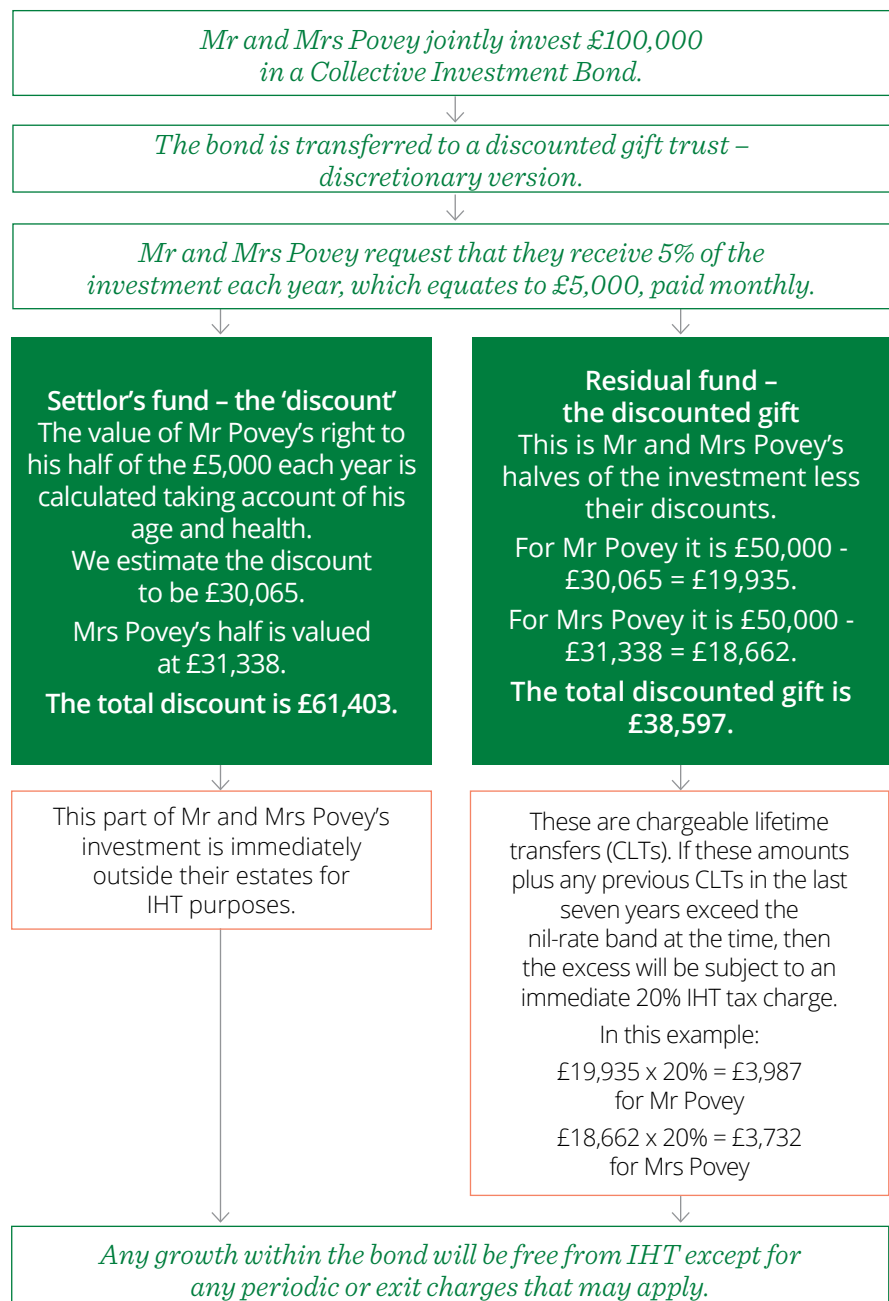 Mr and Mrs Povey jointly invest £100,000
in a Collective Investment Bond.
The bond is transferred to a discounted gift trust –
discretionary version.
Mr and Mrs Povey request that they receive 5% of the
investment each year, which equates to £5,000, paid monthly.
Settlor’s fund – the ‘discount’
The value of Mr Povey’s right to
his half of the £5,000 each year is
calculated taking account of his
age and health.
We estimate the discount
to be £30,065.
Mrs Povey’s half is valued
at £31,338.
The total discount is £61,403.
Residual fund –
the discounted gift
This is Mr and Mrs Povey’s
halves of the investment less
their discounts.
For Mr Povey it is £50,000 -
£30,065 = £19,935.
For Mrs Povey it is £50,000 -
£31,338 = £18,662.
The total discounted gift is
£38,597.
This part of Mr and Mrs Povey’s
investment is immediately
outside their estates for
IHT purposes.
These are chargeable lifetime
transfers (CLTs). If these amounts
plus any previous CLTs in the last
seven years exceed the
nil-rate band at the time, then
the excess will be subject to an
immediate 20% IHT tax charge.
In this example:
£19,935 x 20% = £3,987
for Mr Povey
£18,662 x 20% = £3,732
for Mrs Povey
Any growth within the bond will be free from IHT except for
any periodic or exit charges that may apply.